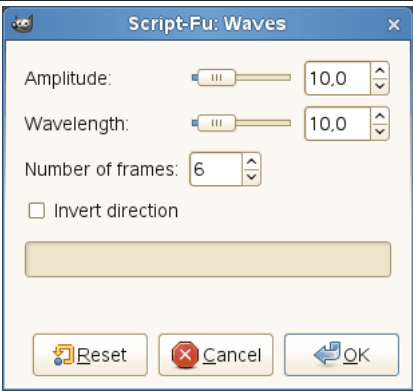 Script-Fu: Waves
Amplitude: 10,0
Wavelength: 10,0
Number of frames: 6
Invert direction
Reset Cancel OK